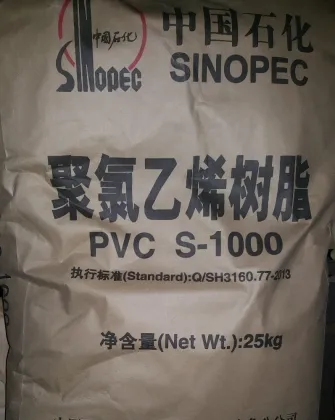 中国石化
中国石化
SINOPEC
SINOPEC
聚氯乙烯树脂
PVC S-1000
执行标准(Standard):Q/SH3160.77-2013
净含量(Net Wt.):25kg